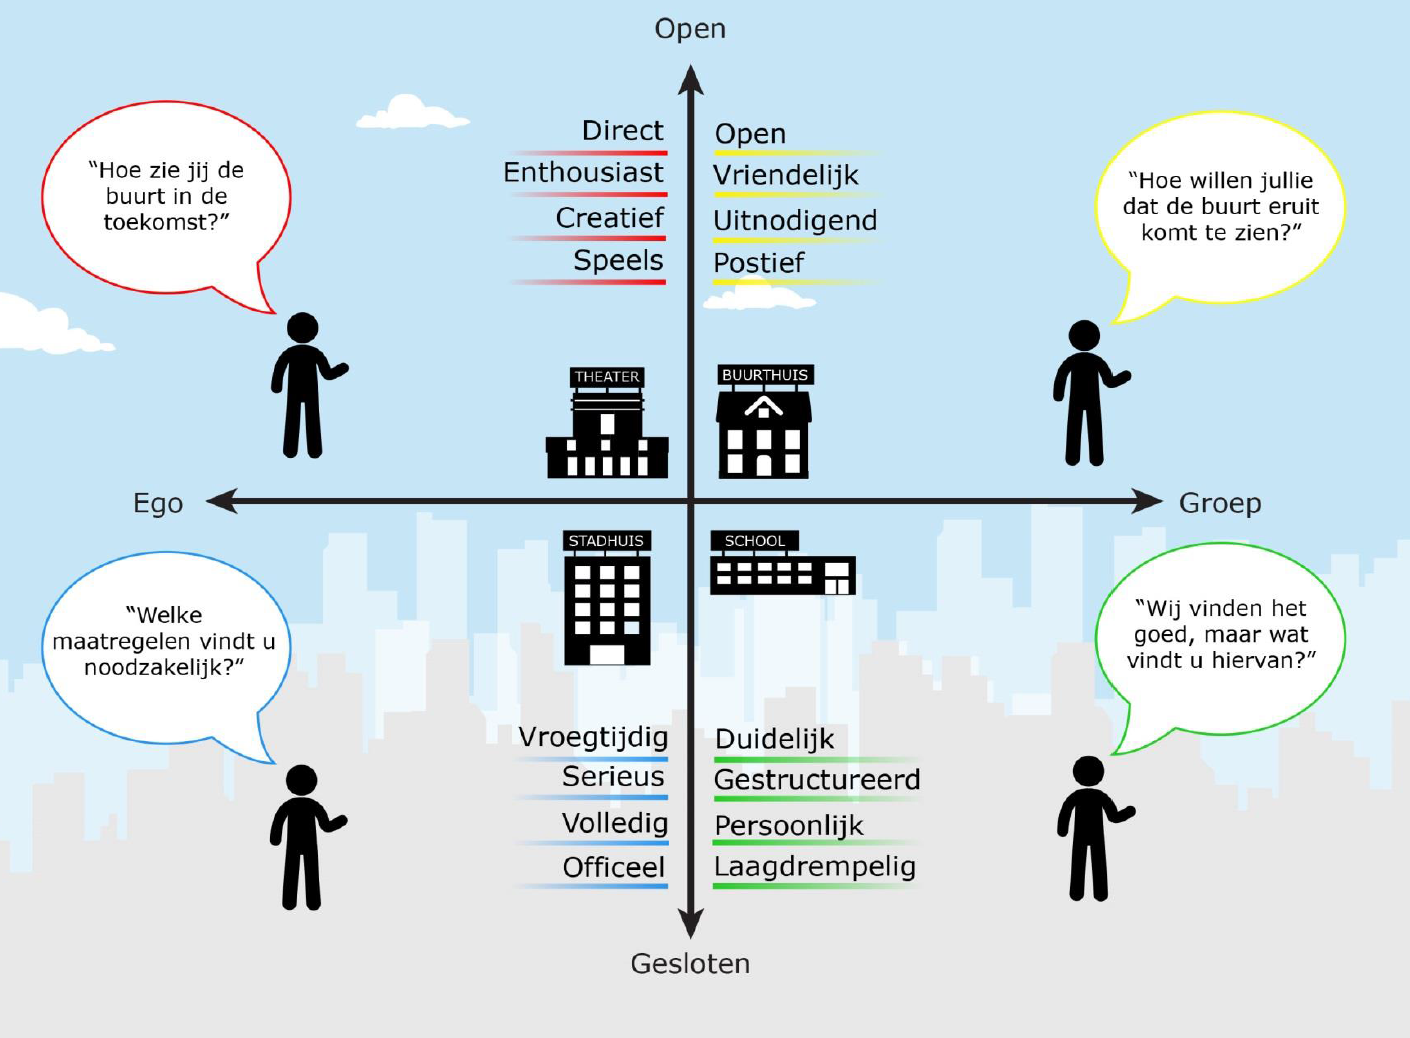 Open
"Hoe zie jij de
buurt in de
toekomst?"
Direct
Enthousiast
Creatief
Speels
Open
Vriendelijk
Uitnodigend
Postief
"Hoe willen jullie
dat de buurt eruit
komt te zien?"
THEATER
BUURTHUIS
Ego
Groep
STADHUIS
SCHOOL
"Welke
maatregelen vindt u
noodzakelijk?"
Vroegtijdig
Serieus
Volledig
Officeel
Duidelijk
Gestructureerd
Persoonlijk
Laagdrempelig
"Wij vinden het
goed, maar wat
vindt u hiervan?"
Gesloten